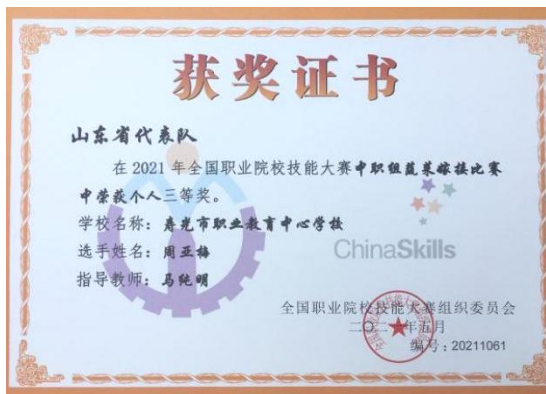 获奖证书
山东省代表队
在 2021 年全国职业院校技能大赛中职组蔬菜嫁接比赛
中荣获个人三等奖。
学校名称：寿光市职业教育中心学校
选手姓名：周亚梅
指导教师：马纯明
ChinaSkills
全国职业院校技能大赛组织委员会
二〇二一年五月
编号：20211061